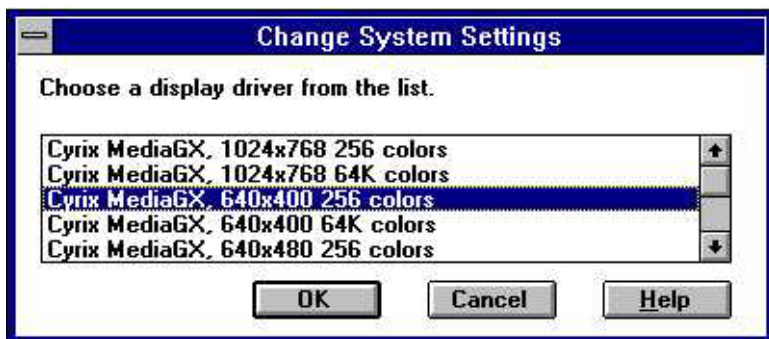 Change System Settings
Choose a display driver from the list.
Cyrix MediaGX, 1024x768 256 colors
Cyrix MediaGX, 1024x768 64K colors
Cyrix MediaGX, 640x400 256 colors
Cyrix MediaGX, 640x400 64K colors
Cyrix MediaGX, 640x480 256 colors
OK Cancel Help